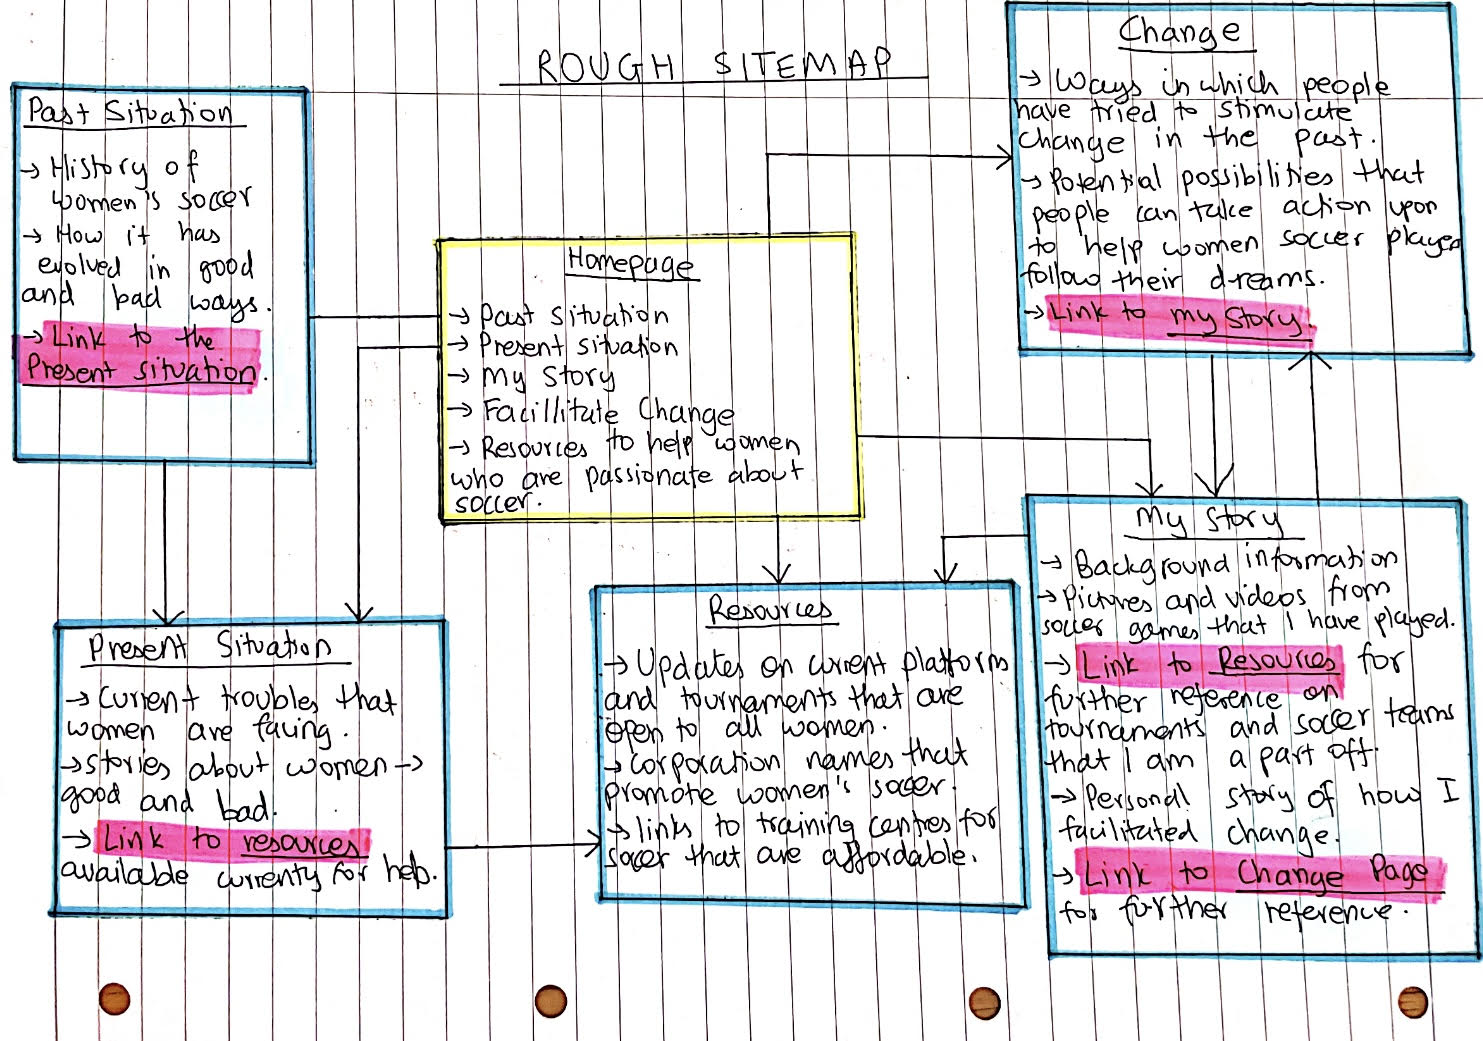 ROUGH SITEMAP
Past Situation
→ History of
women's soccer
→ How it has
evolved in good
and bad ways.
→ Link to the
Present situation.
Homepage
→ Past situation
→ Present situation
→ My Story
→ Facillitate Change
→ Resources to help women
who are passionate about
soccer.
Change
→ Ways in which people
have tried to stimulate
change in the past.
→ Potential possibilities that
people can take action upon
to help women soccer player
follow their dreams.
→ Link to my story.
Present Situation
→ Current troubles that
women are facing.
→ stories about women →
good and bad.
→ Link to resources
available currenty for help.
Resources
→ Updates on current platform
and tournaments that are
open to all women.
→ Corporation names that
promote women's soccer.
→ links to training centres for
soccer that are affordable.
My Story
→ Background information
→ Pictures and videos from
soccer games that I have played.
→ Link to Resources for
further reference on
tournaments and soccer teams
that I am a part off.
→ Personal story of how I
facilitated change.
→ Link to Change Page
for further reference.